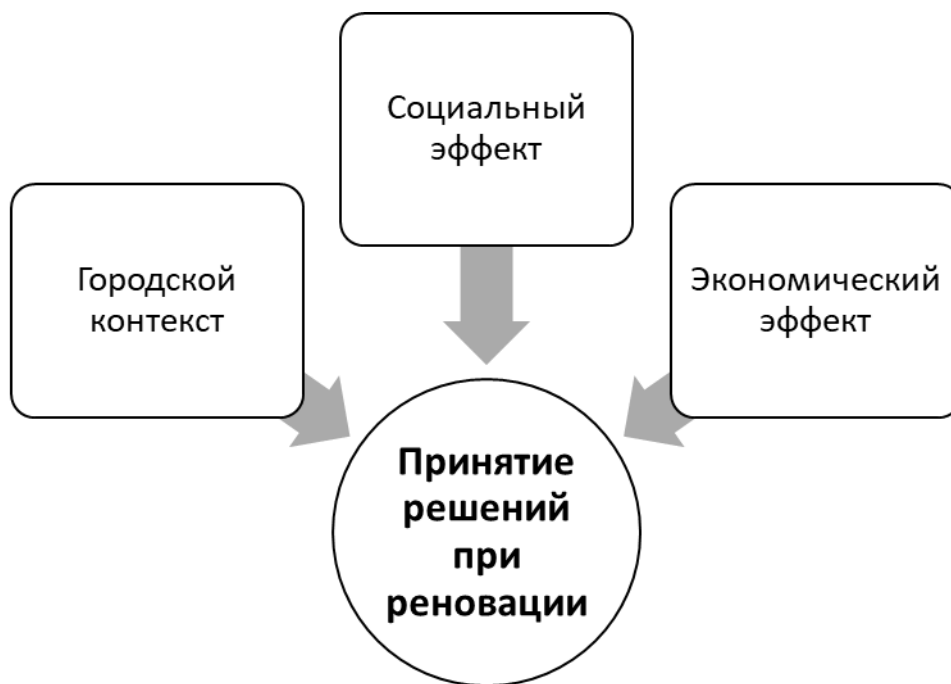 Социальный
эффект
Городской
контекст
Экономический
эффект
Принятие
решений
при
реновации